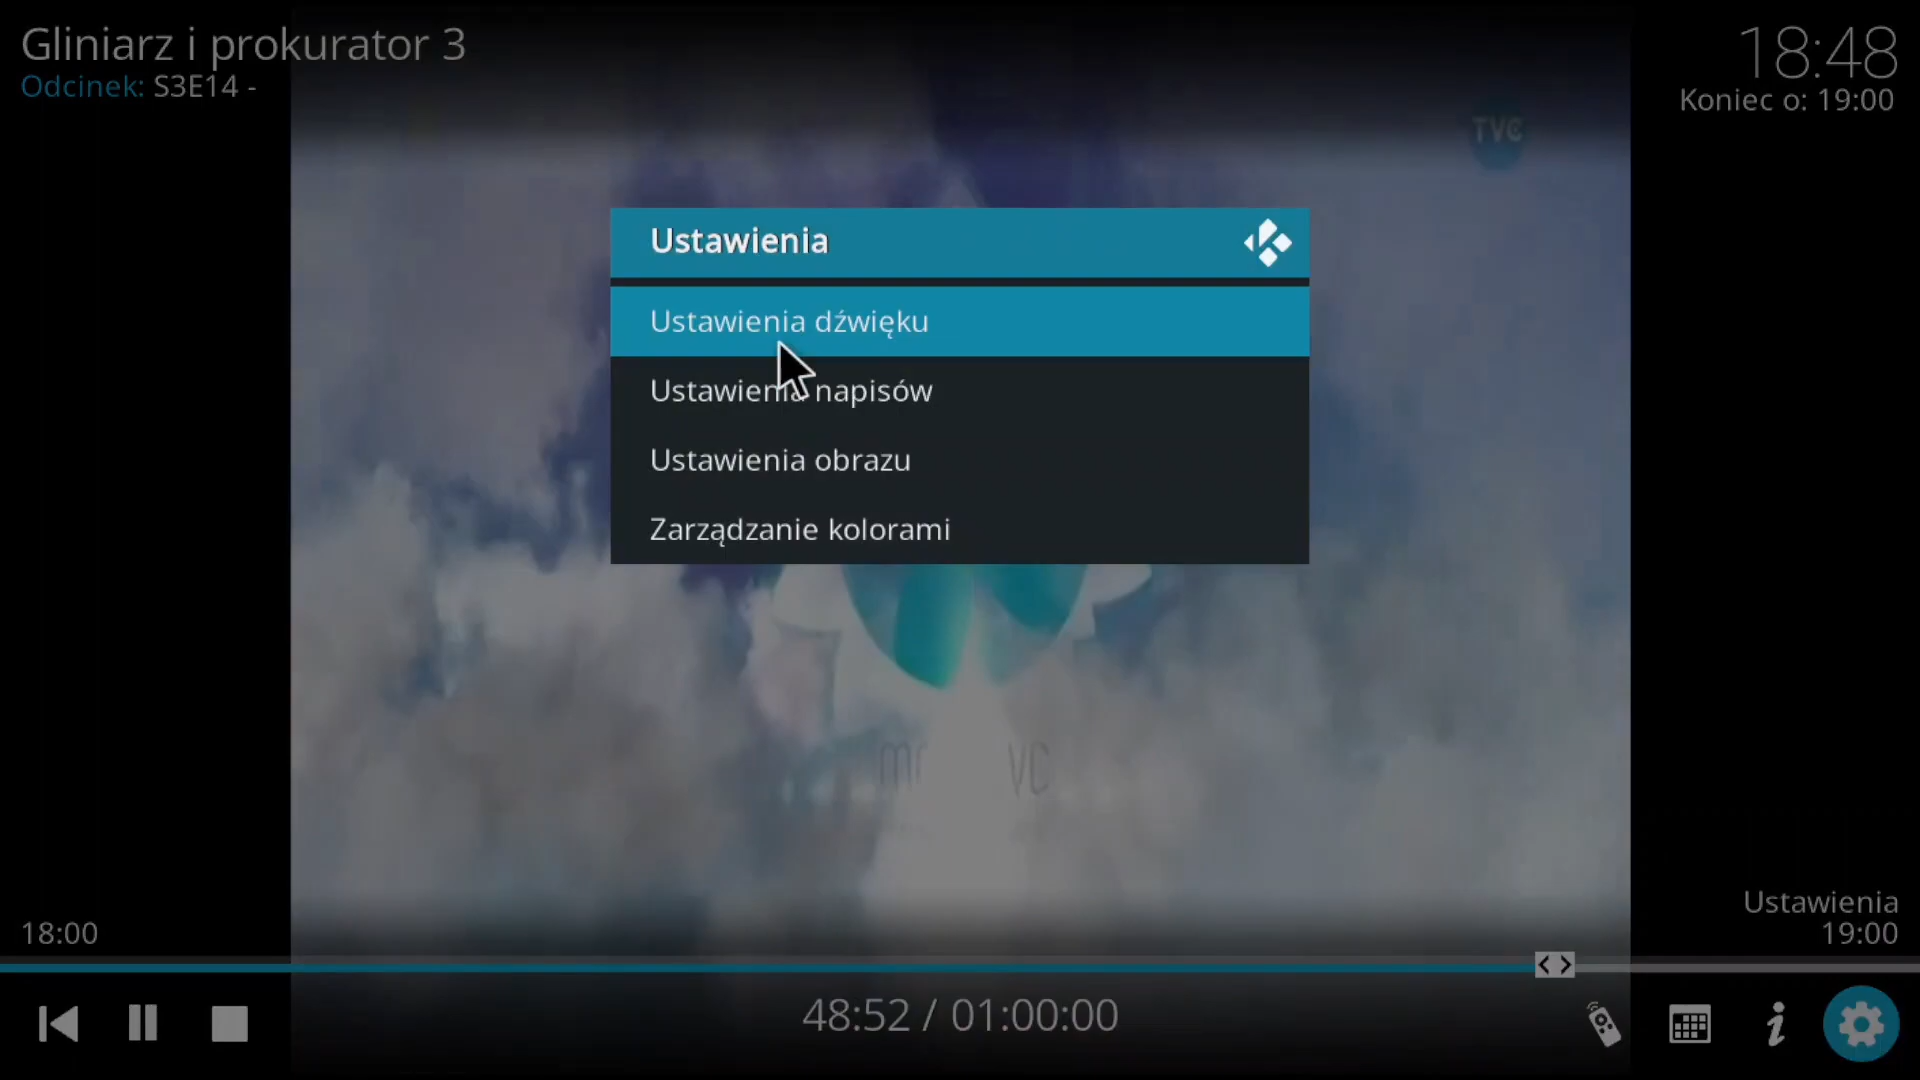 Gliniarz i prokurator 3
Odcinek: S3E14 -
18:48
Koniec o: 19:00
TVC
Ustawienia
Ustawienia dźwięku
Ustawienia napisów
Ustawienia obrazu
Zarządzanie kolorami
VC
Ustawienia
18:00
19:00
48:52 / 01:00:00